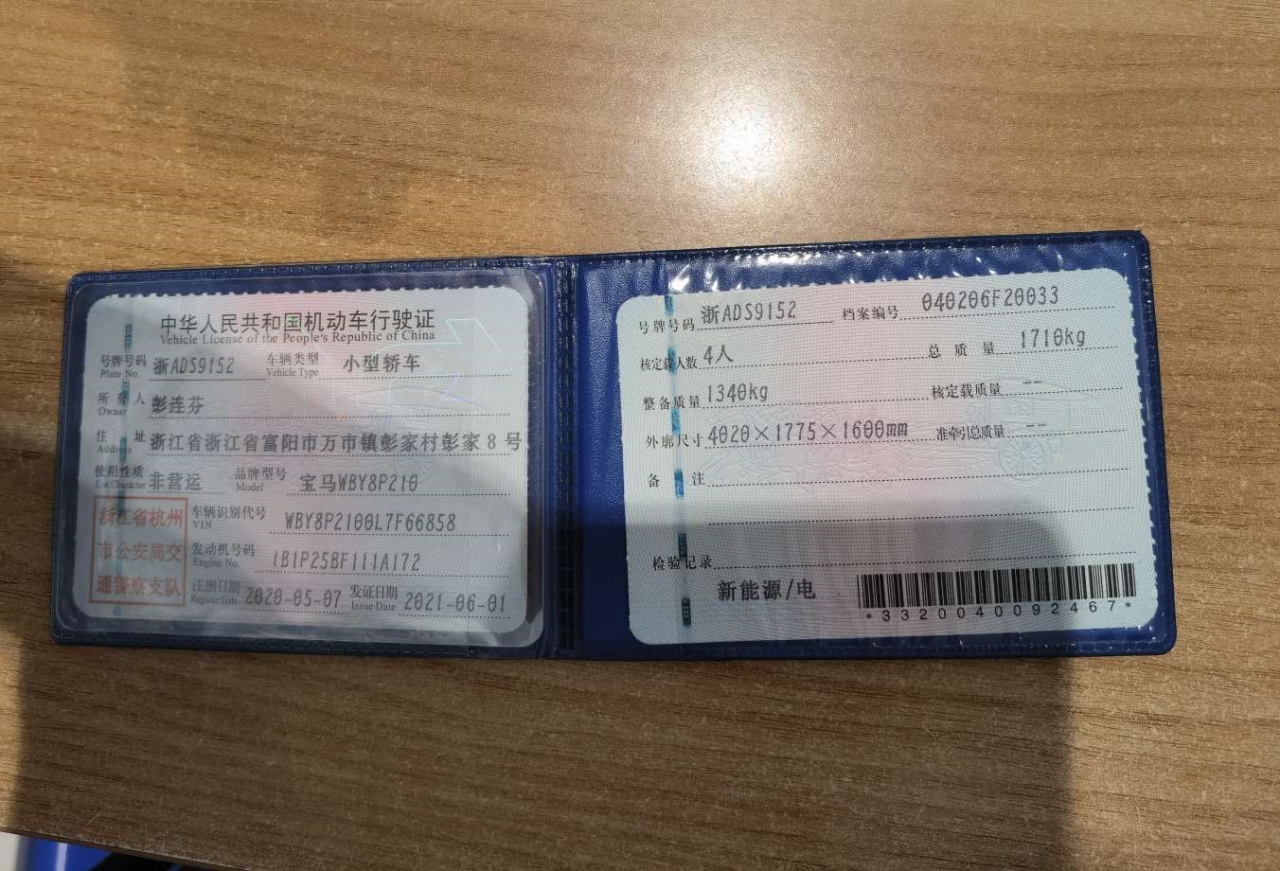 中华人民共和国机动车行驶证
Vehicle License of the People's Republic of China
号牌号码 浙ADS9152 车辆类型 小型轿车
Plate No. Vehicle Type
所有人 彭连芬
Owner
住址 浙江省浙江省富阳市万市镇彭家村彭家8号
Address
使用性质 非营运 品牌型号 宝马WBY8P210
Use Character Model
车辆识别代号 WBY8P2100L7F66858
VIN
发动机号码 IB1P25BF111A172
Engine No.
注册日期 2020-05-07 发证日期 2021-06-01
Register Date Issue Date
浙江省杭州
市公安局交
通警察支队
号牌号码 浙ADS9152 档案编号 040206F20033
核定载人数 4人 总质量 1710kg
整备质量 1340kg 核定载质量 --
外廓尺寸 4020×1775×1600mm 准牵引总质量 --
备注
检验记录
新能源/电
*3320040092467*